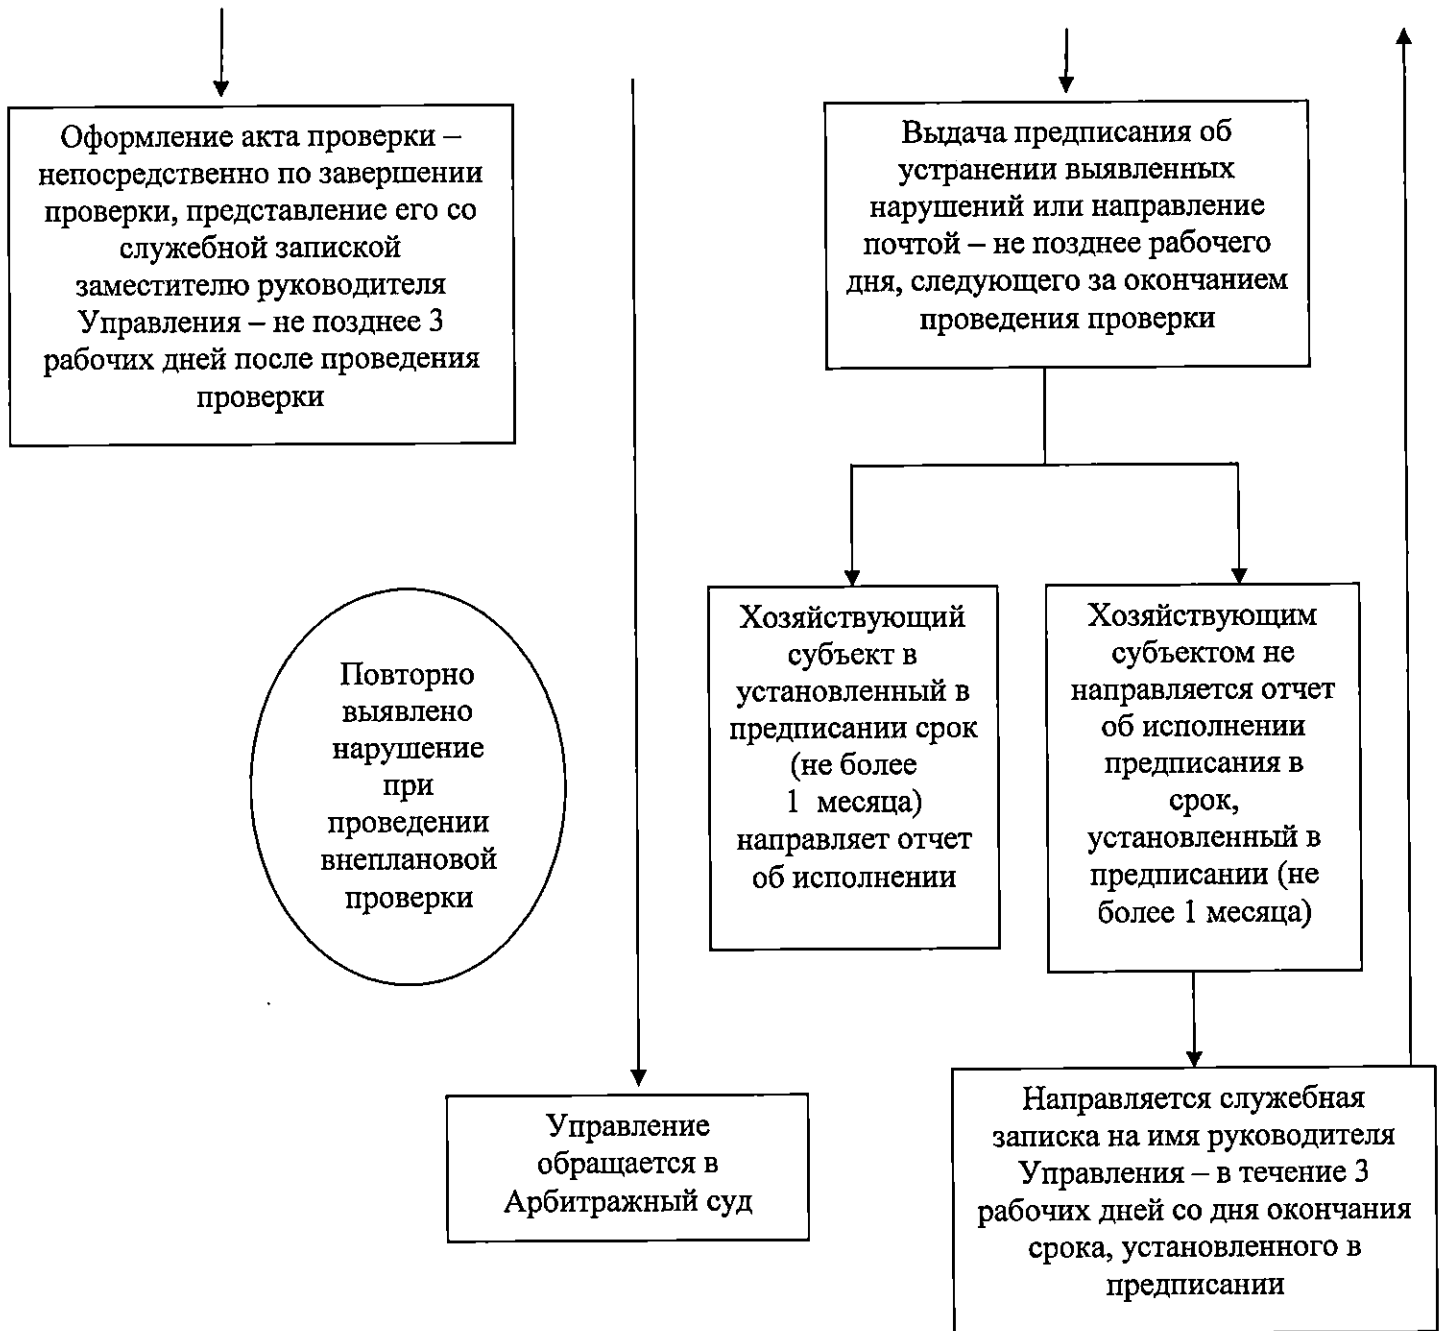 Оформление акта проверки –
непосредственно по завершении
проверки, представление его со
служебной запиской
заместителю руководителя
Управления – не позднее 3
рабочих дней после проведения
проверки
Выдача предписания об
устранении выявленных
нарушений или направление
почтой – не позднее рабочего
дня, следующего за окончанием
проведения проверки
Повторно
выявлено
нарушение
при
проведении
внеплановой
проверки
Хозяйствующий
субъект в
установленный в
предписании срок
(не более
1 месяца)
направляет отчет
об исполнении
Хозяйствующим
субъектом не
направляется отчет
об исполнении
предписания в
срок,
установленный в
предписании (не
более 1 месяца)
Управление
обращается в
Арбитражный суд
Направляется служебная
записка на имя руководителя
Управления – в течение 3
рабочих дней со дня окончания
срока, установленного в
предписании